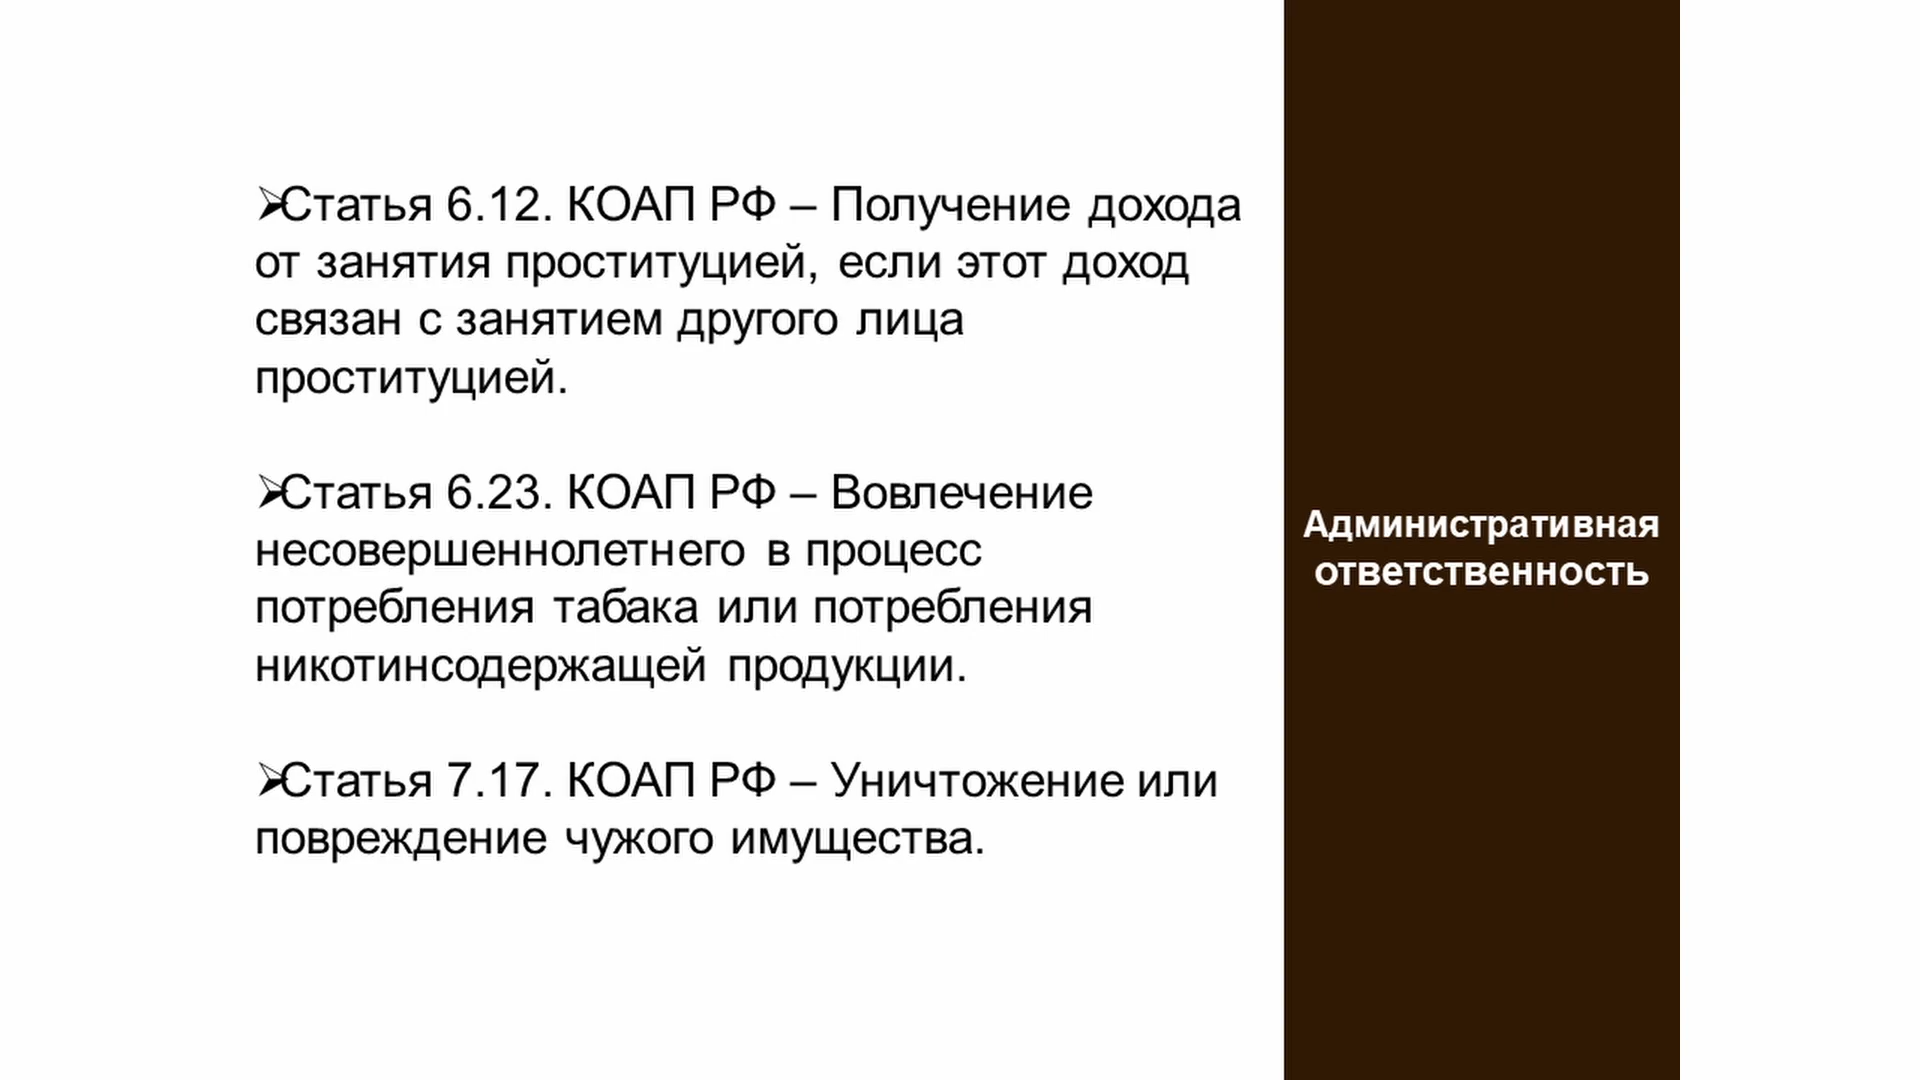 ➢Статья 6.12. КОАП РФ – Получение дохода
от занятия проституцией, если этот доход
связан с занятием другого лица
проституцией.
➢Статья 6.23. КОАП РФ – Вовлечение
несовершеннолетнего в процесс
потребления табака или потребления
никотинсодержащей продукции.
➢Статья 7.17. КОАП РФ – Уничтожение или
повреждение чужого имущества.
Административная
ответственность